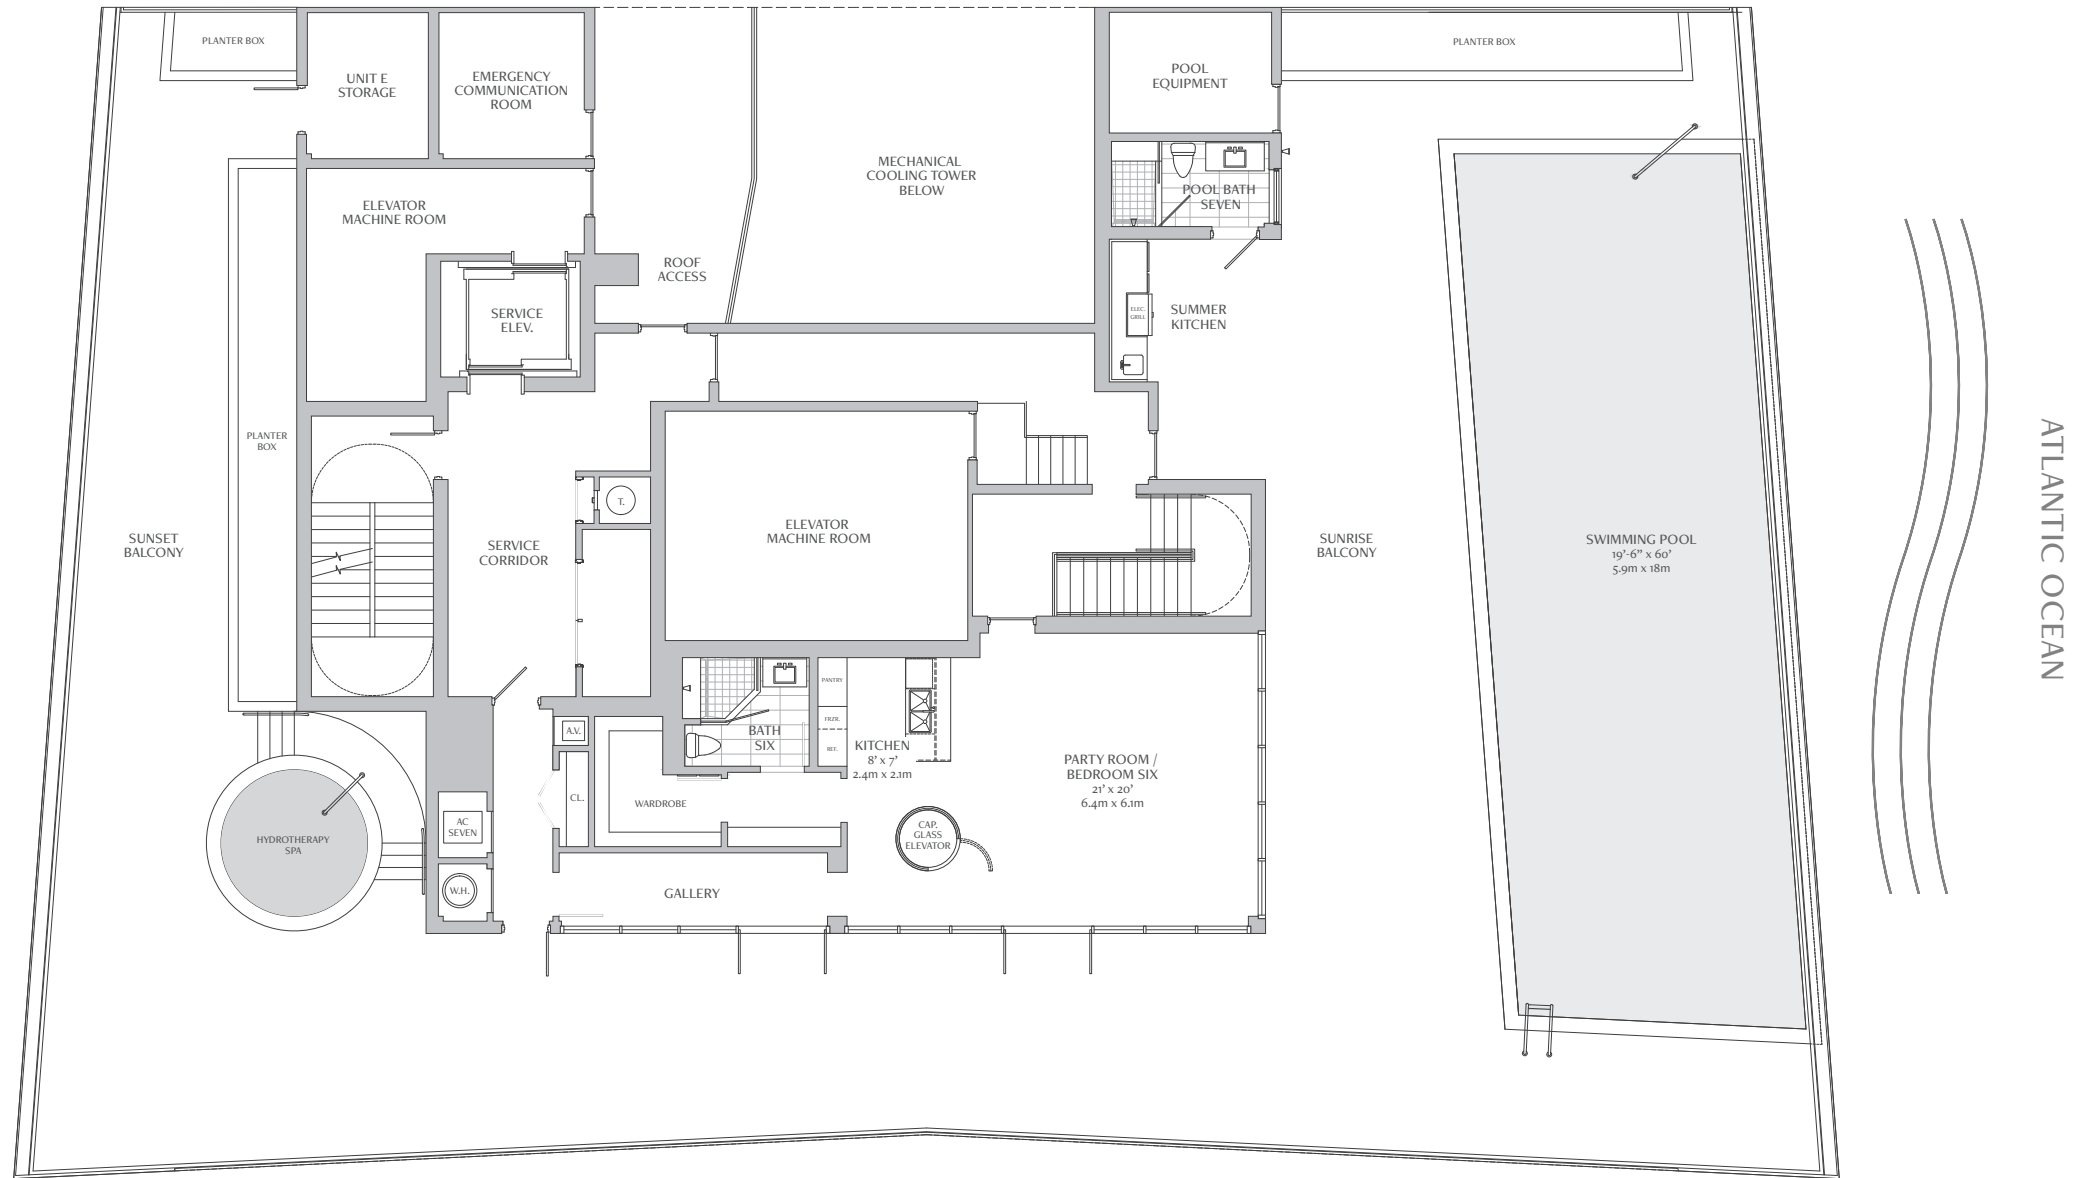 PLANTER BOX
UNIT E
STORAGE
EMERGENCY
COMMUNICATION
ROOM
POOL
EQUIPMENT
PLANTER BOX
MECHANICAL
COOLING TOWER
BELOW
POOL BATH
SEVEN
ELEVATOR
MACHINE ROOM
ROOF
ACCESS
SERVICE
ELEV.
ELEC.
GRILL
SUMMER
KITCHEN
PLANTER
BOX
T.
SUNSET
BALCONY
SERVICE
CORRIDOR
ELEVATOR
MACHINE ROOM
SUNRISE
BALCONY
SWIMMING POOL
19'-6" x 60'
5.9m x 18m
ATLANTIC OCEAN
PANTRY
FRZR.
REF.
A.V.
BATH
SIX
KITCHEN
8' x 7'
2.4m x 2.1m
PARTY ROOM /
BEDROOM SIX
21' x 20'
6.4m x 6.1m
CL.
WARDROBE
AC
SEVEN
CAP.
GLASS
ELEVATOR
HYDROTHERAPY
SPA
W.H.
GALLERY